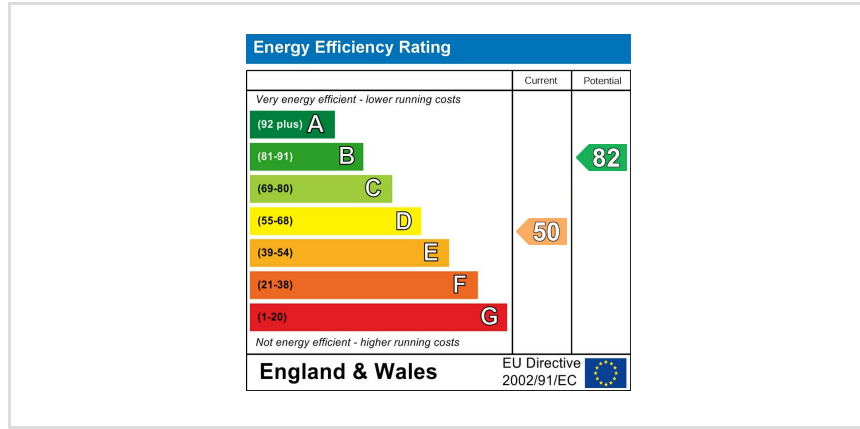 Energy Efficiency Rating
Current Potential
Very energy efficient - lower running costs
(92 plus) A
(81-91) B
82
(69-80) C
(55-68) D
50
(39-54) E
(21-38) F
(1-20) G
Not energy efficient - higher running costs
England & Wales
EU Directive
2002/91/EC